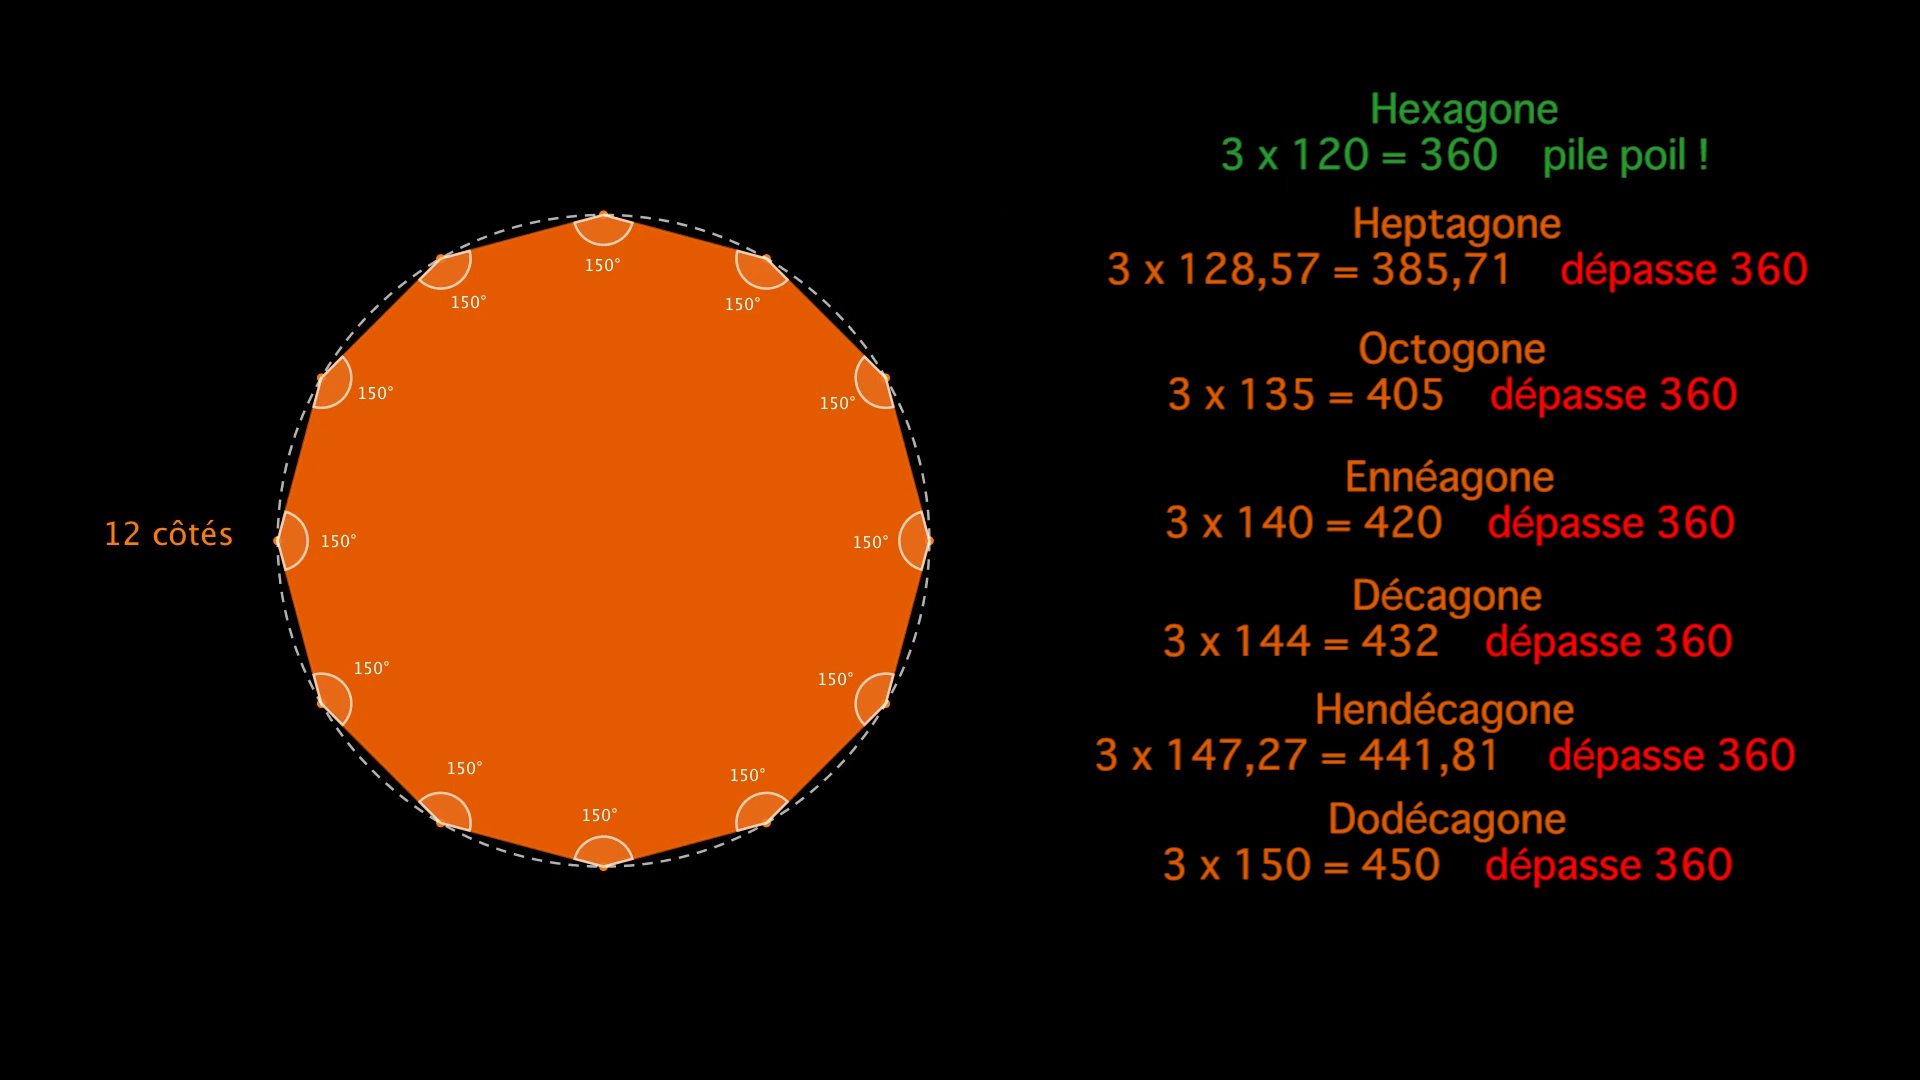 Hexagone
3 x 120 = 360 pile poil !
Heptagone
3 x 128,57 = 385,71 dépasse 360
Octogone
3 x 135 = 405 dépasse 360
Ennéagone
3 x 140 = 420 dépasse 360
Décagone
3 x 144 = 432 dépasse 360
Hendécagone
3 x 147,27 = 441,81 dépasse 360
Dodécagone
3 x 150 = 450 dépasse 360
12 côtés
150°
150°
150°
150°
150°
150°
150°
150°
150°
150°
150°
150°